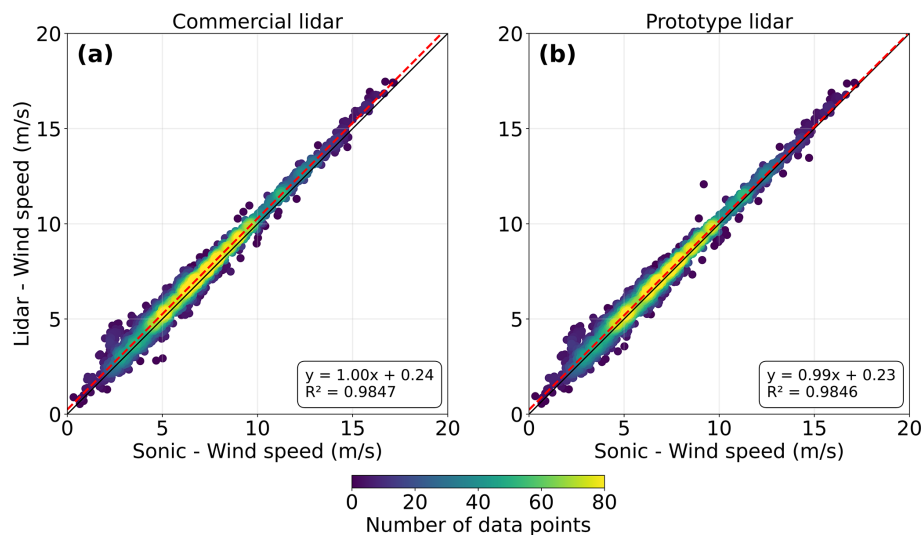 Commercial lidar
Prototype lidar
(a)
(b)
20
15
10
5
0
20
15
10
5
0
Lidar - Wind speed (m/s)
y = 1.00x + 0.24
R² = 0.9847
y = 0.99x + 0.23
R² = 0.9846
0 5 10 15 20
0 5 10 15 20
Sonic - Wind speed (m/s)
Sonic - Wind speed (m/s)
0 20 40 60 80
Number of data points